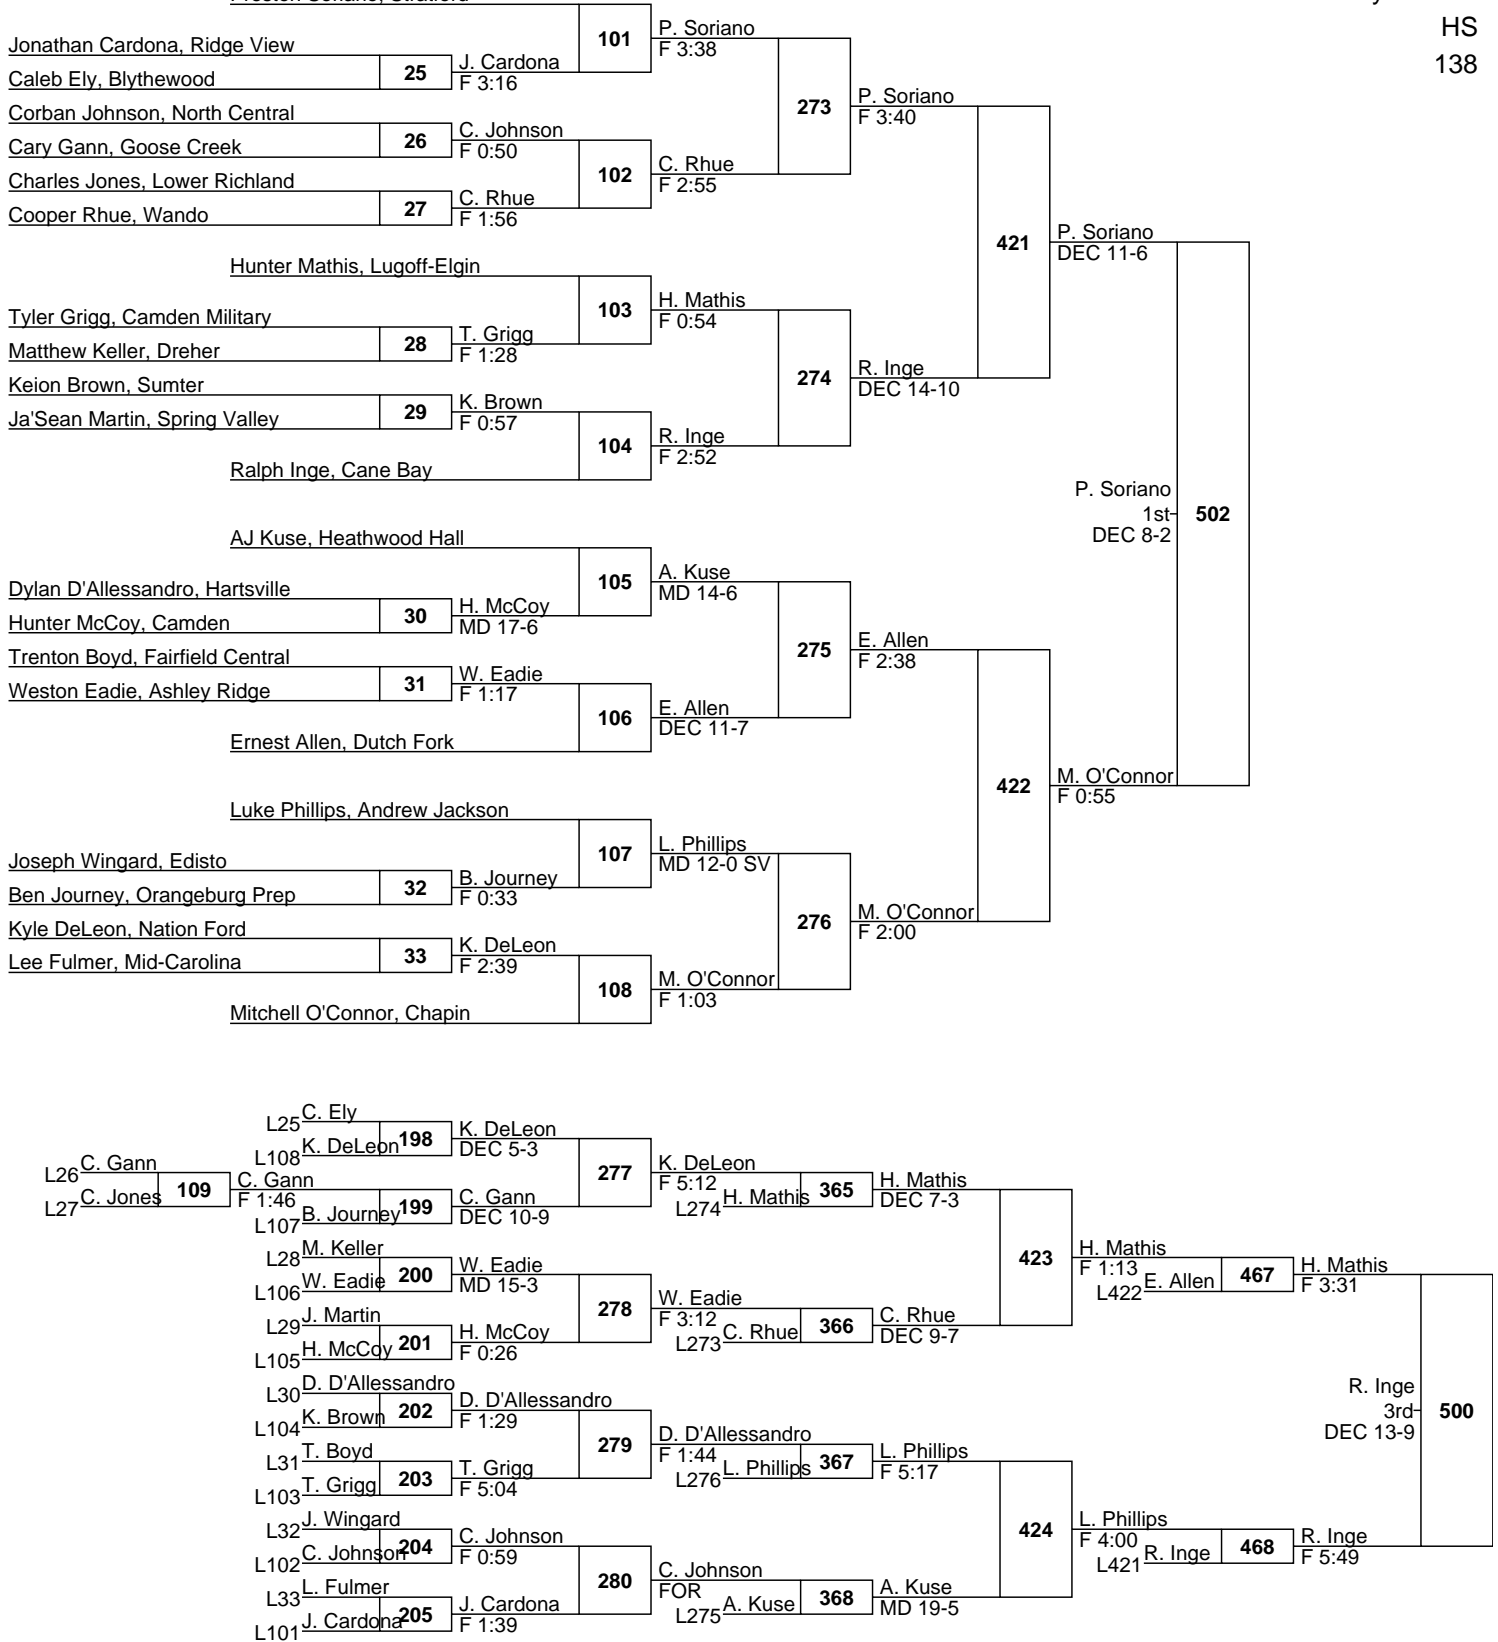 HS
138
101
P. Soriano
F 3:38
Jonathan Cardona, Ridge View
Caleb Ely, Blythewood
25
J. Cardona
F 3:16
273
P. Soriano
F 3:40
Corban Johnson, North Central
Cary Gann, Goose Creek
26
C. Johnson
F 0:50
102
C. Rhue
F 2:55
Charles Jones, Lower Richland
Cooper Rhue, Wando
27
C. Rhue
F 1:56
421
P. Soriano
DEC 11-6
Hunter Mathis, Lugoff-Elgin
103
H. Mathis
F 0:54
Tyler Grigg, Camden Military
Matthew Keller, Dreher
28
T. Grigg
F 1:28
274
R. Inge
DEC 14-10
Keion Brown, Sumter
Ja'Sean Martin, Spring Valley
29
K. Brown
F 0:57
104
R. Inge
F 2:52
Ralph Inge, Cane Bay
P. Soriano
1st
DEC 8-2
502
AJ Kuse, Heathwood Hall
105
A. Kuse
MD 14-6
Dylan D'Allessandro, Hartsville
Hunter McCoy, Camden
30
H. McCoy
MD 17-6
275
E. Allen
F 2:38
Trenton Boyd, Fairfield Central
Weston Eadie, Ashley Ridge
31
W. Eadie
F 1:17
106
E. Allen
DEC 11-7
Ernest Allen, Dutch Fork
422
M. O'Connor
F 0:55
Luke Phillips, Andrew Jackson
107
L. Phillips
MD 12-0 SV
Joseph Wingard, Edisto
Ben Journey, Orangeburg Prep
32
B. Journey
F 0:33
276
M. O'Connor
F 2:00
Kyle DeLeon, Nation Ford
Lee Fulmer, Mid-Carolina
33
K. DeLeon
F 2:39
108
M. O'Connor
F 1:03
Mitchell O'Connor, Chapin
L25 C. Ely
L108 K. DeLeon
198
K. DeLeon
DEC 5-3
277
K. DeLeon
F 5:12
L26 C. Gann
L27 C. Jones
109
C. Gann
F 1:46
L107 B. Journey
199
C. Gann
DEC 10-9
L274 H. Mathis
365
H. Mathis
DEC 7-3
L28 M. Keller
L106 W. Eadie
200
W. Eadie
MD 15-3
423
H. Mathis
F 1:13
L422 E. Allen
467
H. Mathis
F 3:31
278
W. Eadie
F 3:12
L273 C. Rhue
366
C. Rhue
DEC 9-7
L29 J. Martin
L105 H. McCoy
201
H. McCoy
F 0:26
L30 D. D'Allessandro
L104 K. Brown
202
D. D'Allessandro
F 1:29
R. Inge
3rd
DEC 13-9
500
279
D. D'Allessandro
F 1:44
L276 L. Phillips
367
L. Phillips
F 5:17
L31 T. Boyd
L103 T. Grigg
203
T. Grigg
F 5:04
L32 J. Wingard
L102 C. Johnson
204
C. Johnson
F 0:59
424
L. Phillips
F 4:00
L421 R. Inge
468
R. Inge
F 5:49
280
C. Johnson
FOR
L275 A. Kuse
368
A. Kuse
MD 19-5
L33 L. Fulmer
L101 J. Cardona
205
J. Cardona
F 1:39